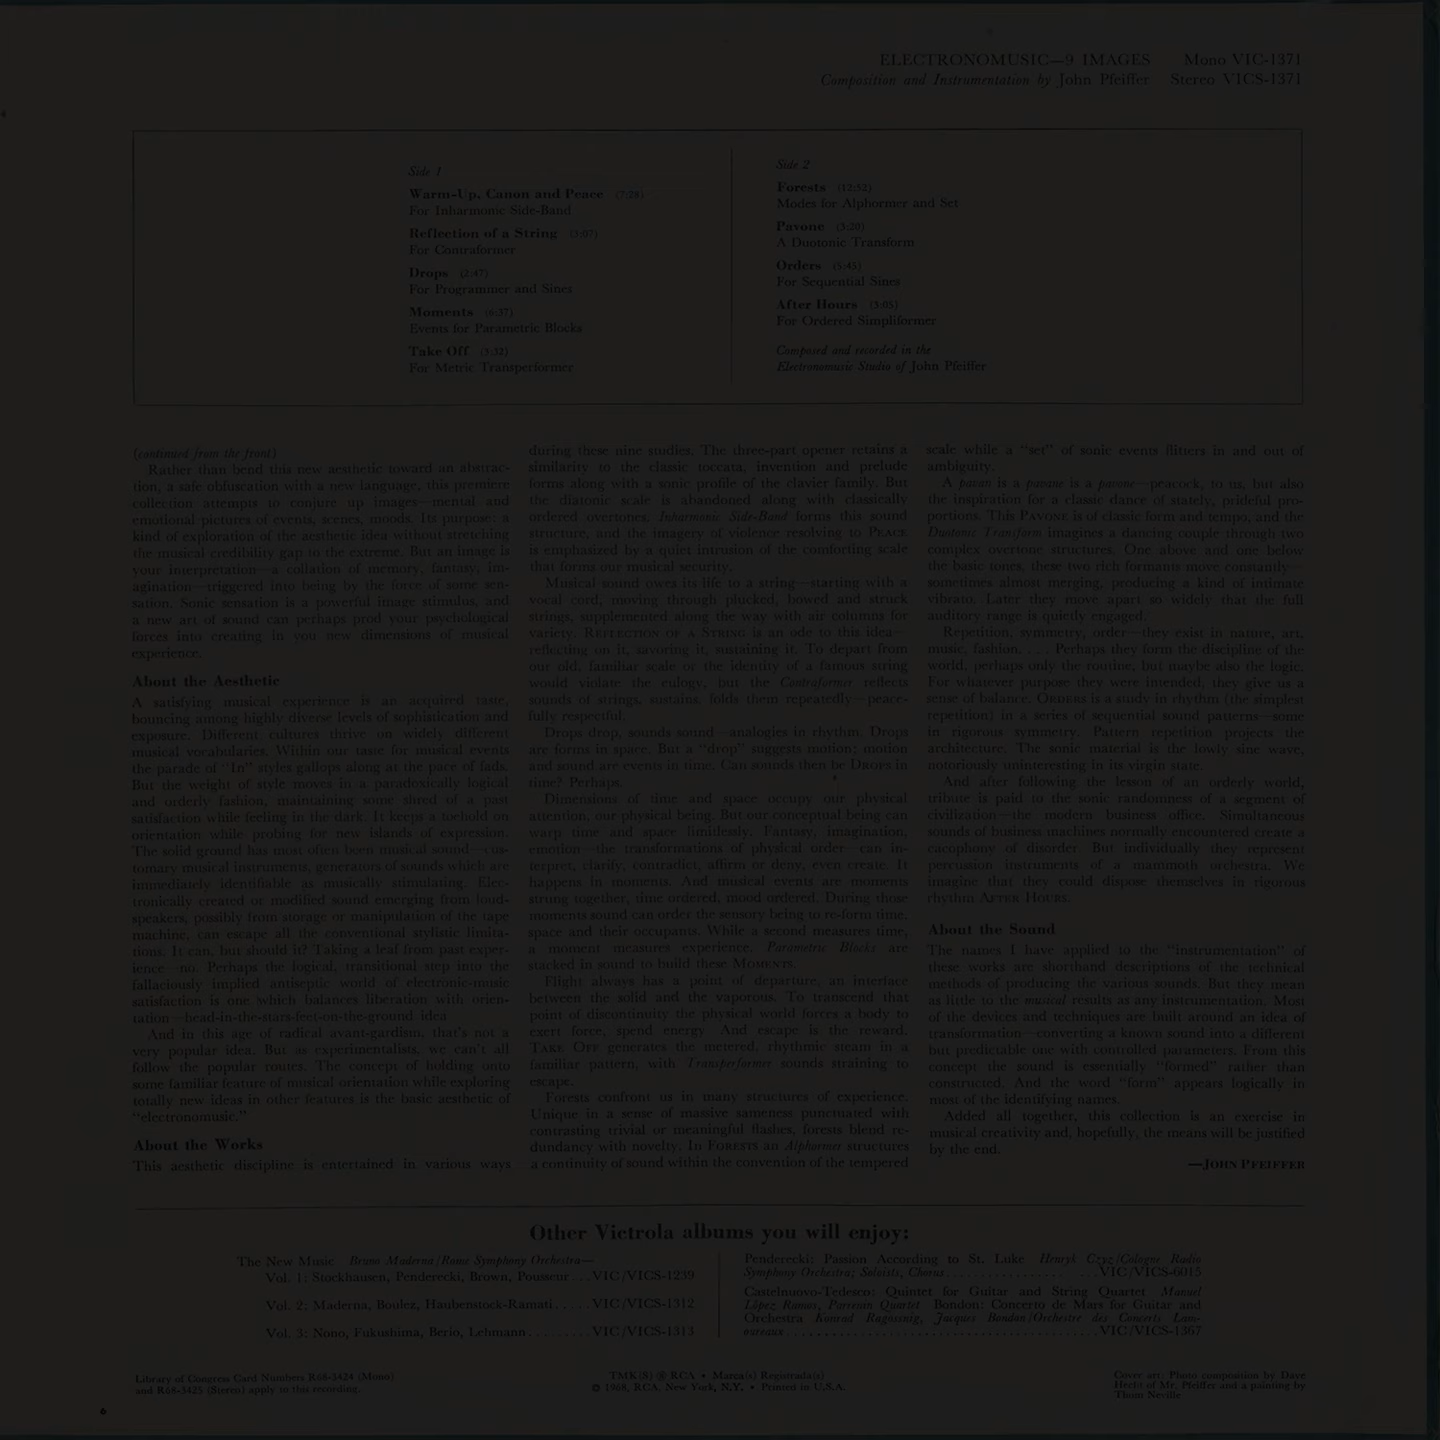 ELECTRONOMUSIC—9 IMAGES Mono VIC-1371
Composition and Instrumentation by John Pfeiffer Stereo VICS-1371
Side 1
Warm-Up, Canon and Peace (7:28)
For Inharmonic Side-Band
Reflection of a String (3:07)
For Contraformer
Drops (2:47)
For Programmer and Sines
Moments (6:37)
Events for Parametric Blocks
Take Off (3:32)
For Metric Transperformer
Side 2
Forests (12:52)
Modes for Alphormer and Set
Pavone (3:20)
A Duotonic Transform
Orders (5:45)
For Sequential Sines
After Hours (3:05)
For Ordered Simpliformer
Composed and recorded in the
Electronomusic Studio of John Pfeiffer
(continued from the front)
Rather than bend this new aesthetic toward an abstrac-
tion, a safe obfuscation with a new language, this premiere
collection attempts to conjure up images—mental and
emotional pictures of events, scenes, moods. Its purpose: a
kind of exploration of the aesthetic idea without stretching
the musical credibility gap to the extreme. But an image is
your interpretation—a collation of memory, fantasy, im-
agination—triggered into being by the force of some sen-
sation. Sonic sensation is a powerful image stimulus, and
a new art of sound can perhaps prod your psychological
forces into creating in you new dimensions of musical
experience.
About the Aesthetic
A satisfying musical experience is an acquired taste,
bouncing among highly diverse levels of sophistication and
exposure. Different cultures thrive on widely different
musical vocabularies. Within our taste for musical events
the parade of "In" styles gallops along at the pace of fads.
But the weight of style moves in a paradoxically logical
and orderly fashion, maintaining some shred of a past
satisfaction while feeling in the dark. It keeps a toehold on
orientation while probing for new islands of expression.
The solid ground has most often been musical sound—cus-
tomary musical instruments, generators of sounds which are
immediately identifiable as musically stimulating. Elec-
tronically created or modified sound emerging from loud-
speakers, possibly from storage or manipulation of the tape
machine, can escape all the conventional stylistic limita-
tions. It can, but should it? Taking a leaf from past exper-
ience—no. Perhaps the logical, transitional step into the
fallaciously implied antiseptic world of electronic-music
satisfaction is one which balances liberation with orien-
tation—head-in-the-stars-feet-on-the-ground idea
And in this age of radical avant-gardism, that's not a
very popular idea. But as experimentalists, we can't all
follow the popular routes. The concept of holding onto
some familiar feature of musical orientation while exploring
totally new ideas in other features is the basic aesthetic of
"electronomusic."
About the Works
This aesthetic discipline is entertained in various ways
during these nine studies. The three-part opener retains a
similarity to the classic toccata, invention and prelude
forms along with a sonic profile of the clavier family. But
the diatonic scale is abandoned along with classically
ordered overtones: Inharmonic Side-Band forms this sound
structure, and the imagery of violence resolving to PEACE
is emphasized by a quiet intrusion of the comforting scale
that forms our musical security.
Musical sound owes its life to a string—starting with a
vocal cord, moving through plucked, bowed and struck
strings, supplemented along the way with air columns for
variety. REFLECTION OF A STRING is an ode to this idea—
reflecting on it, savoring it, sustaining it. To depart from
our old, familiar scale or the identity of a famous string
would violate the eulogy, but the Contraformer reflects
sounds of strings, sustains, folds them repeatedly—peace-
fully respectful.
Drops drop, sounds sound—analogies in rhythm. Drops
are forms in space. But a "drop" suggests motion; motion
and sound are events in time. Can sounds then be DROPS in
time? Perhaps.
Dimensions of time and space occupy our physical
attention, our physical being. But our conceptual being can
warp time and space limitlessly. Fantasy, imagination,
emotion—the transformations of physical order—can in-
terpret, clarify, contradict, affirm or deny, even create. It
happens in moments. And musical events are moments
strung together, time ordered, mood ordered. During those
moments sound can order the sensory being to re-form time,
space and their occupants. While a second measures time,
a moment measures experience. Parametric Blocks are
stacked in sound to build these MOMENTS.
Flight always has a point of departure, an interface
between the solid and the vaporous. To transcend that
point of discontinuity the physical world forces a body to
exert force, spend energy. And escape is the reward.
TAKE OFF generates the metered, rhythmic steam in a
familiar pattern, with Transperformer sounds straining to
escape.
Forests confront us in many structures of experience.
Unique in a sense of massive sameness punctuated with
contrasting trivial or meaningful flashes, forests blend re-
dundancy with novelty. In FORESTS an Alphormer structures
a continuity of sound within the convention of the tempered
scale while a "set" of sonic events flitters in and out of
ambiguity.
A pavan is a pavane is a pavone—peacock, to us, but also
the inspiration for a classic dance of stately, prideful pro-
portions. This PAVONE is of classic form and tempo, and the
Duotonic Transform imagines a dancing couple through two
complex overtone structures. One above and one below
the basic tones, these two rich formants move constantly—
sometimes almost merging, producing a kind of intimate
vibrato. Later they move apart so widely that the full
auditory range is quietly engaged.
Repetition, symmetry, order—they exist in nature, art,
music, fashion. . . . Perhaps they form the discipline of the
world, perhaps only the routine, but maybe also the logic.
For whatever purpose they were intended, they give us a
sense of balance. ORDERS is a study in rhythm (the simplest
repetition) in a series of sequential sound patterns—some
in rigorous symmetry. Pattern repetition projects the
architecture. The sonic material is the lowly sine wave,
notoriously uninteresting in its virgin state.
And after following the lesson of an orderly world,
tribute is paid to the sonic randomness of a segment of
civilization—the modern business office. Simultaneous
sounds of business machines normally encountered create a
cacophony of disorder. But individually they represent
percussion instruments of a mammoth orchestra. We
imagine that they could dispose themselves in rigorous
rhythm AFTER HOURS.
About the Sound
The names I have applied to the "instrumentation" of
these works are shorthand descriptions of the technical
methods of producing the various sounds. But they mean
as little to the musical results as any instrumentation. Most
of the devices and techniques are built around an idea of
transformation—converting a known sound into a different
but predictable one with controlled parameters. From this
concept the sound is essentially "formed" rather than
constructed. And the word "form" appears logically in
most of the identifying names.
Added all together, this collection is an exercise in
musical creativity and, hopefully, the means will be justified
by the end.
—JOHN PFEIFFER
Other Victrola albums you will enjoy:
The New Music Bruno Maderna/Rome Symphony Orchestra—
Vol. 1: Stockhausen, Penderecki, Brown, Pousseur . . . VIC/VICS-1239
Vol. 2: Maderna, Boulez, Haubenstock-Ramati . . . . . VIC/VICS-1312
Vol. 3: Nono, Fukushima, Berio, Lehmann . . . . . . . . . VIC/VICS-1313
Penderecki: Passion According to St. Luke Henryk Czyz/Cologne Radio
Symphony Orchestra; Soloists, Chorus . . . . . . . . . . VIC/VICS-6015
Castelnuovo-Tedesco: Quintet for Guitar and String Quartet Manuel
López Ramos, Parrenin Quartet Bondon: Concerto de Mars for Guitar and
Orchestra Konrad Ragossnig, Jacques Bondon/Orchestre des Concerts Lam-
oureaux . . . . . . . . . . VIC/VICS-1367
Library of Congress Card Numbers R68-3424 (Mono)
and R68-3425 (Stereo) apply to this recording.
TMK(S) ® RCA • Marca(s) Registrada(s)
© 1968, RCA, New York, N.Y. • Printed in U.S.A.
Cover art: Photo composition by Dave
Hecht of Mr. Pfeiffer and a painting by
Thom Neville
6